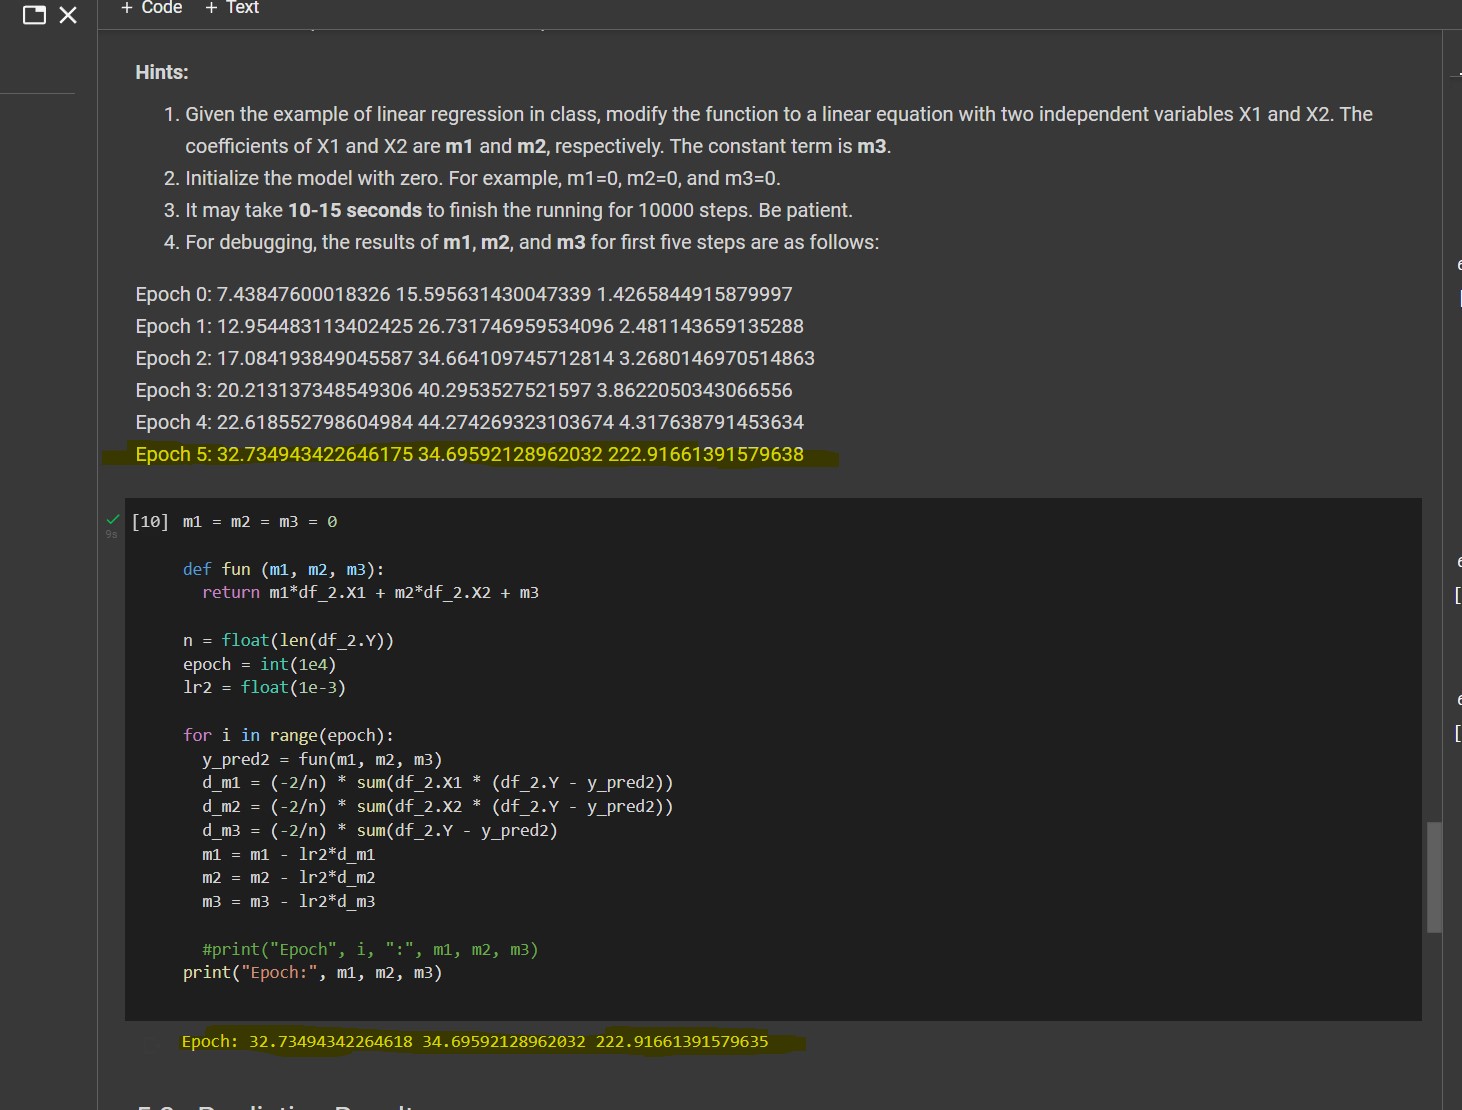 + Code + Text
Hints:
1. Given the example of linear regression in class, modify the function to a linear equation with two independent variables X1 and X2. The
coefficients of X1 and X2 are m1 and m2, respectively. The constant term is m3.
2. Initialize the model with zero. For example, m1=0, m2=0, and m3=0.
3. It may take 10-15 seconds to finish the running for 10000 steps. Be patient.
4. For debugging, the results of m1, m2, and m3 for first five steps are as follows:
Epoch 0: 7.43847600018326 15.595631430047339 1.4265844915879997
Epoch 1: 12.954483113402425 26.731746959534096 2.481143659135288
Epoch 2: 17.084193849045587 34.664109745712814 3.2680146970514863
Epoch 3: 20.213137348549306 40.2953527521597 3.8622050343066556
Epoch 4: 22.618552798604984 44.274269323103674 4.317638791453634
Epoch 5: 32.734943422646175 34.69592128962032 222.91661391579638
[10] m1 = m2 = m3 = 0
9s
def fun (m1, m2, m3):
return m1*df_2.X1 + m2*df_2.X2 + m3
n = float(len(df_2.Y))
epoch = int(1e4)
lr2 = float(1e-3)
for i in range(epoch):
y_pred2 = fun(m1, m2, m3)
d_m1 = (-2/n) * sum(df_2.X1 * (df_2.Y - y_pred2))
d_m2 = (-2/n) * sum(df_2.X2 * (df_2.Y - y_pred2))
d_m3 = (-2/n) * sum(df_2.Y - y_pred2)
m1 = m1 - lr2*d_m1
m2 = m2 - lr2*d_m2
m3 = m3 - lr2*d_m3
#print("Epoch", i, ":", m1, m2, m3)
print("Epoch:", m1, m2, m3)
Epoch: 32.73494342264618 34.69592128962032 222.91661391579635